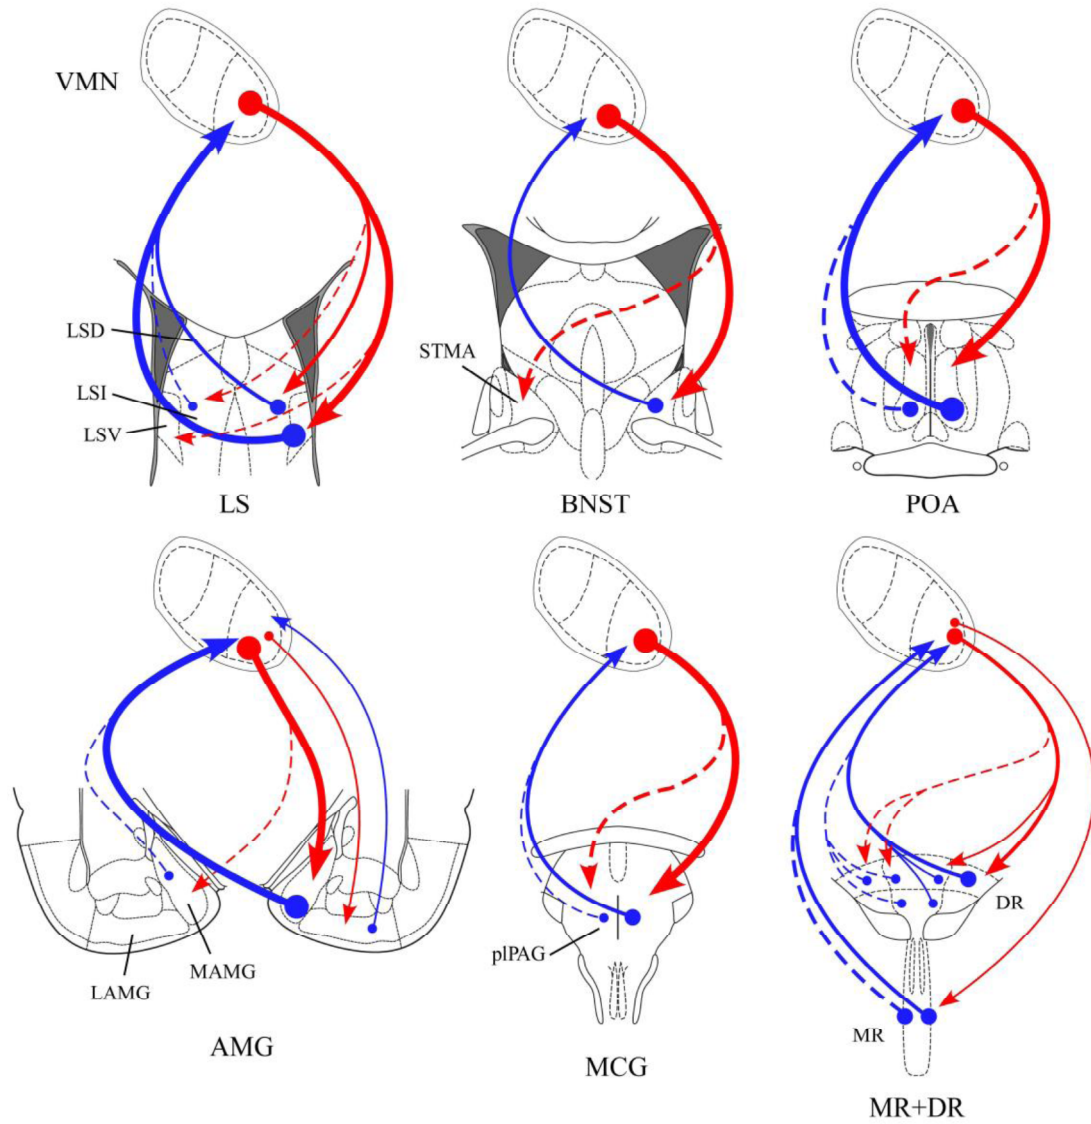 VMN
LSD
LSI
LSV
LS
STMA
BNST
POA
LAMG
MAMG
AMG
plPAG
MCG
DR
MR
MR+DR